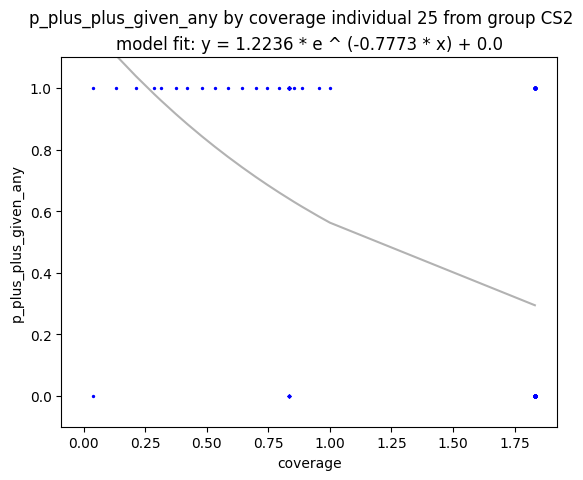 p_plus_plus_given_any by coverage individual 25 from group CS2
model fit: y = 1.2236 * e ^ (-0.7773 * x) + 0.0
1.0
0.8
0.6
0.4
0.2
0.0
p_plus_plus_given_any
0.00 0.25 0.50 0.75 1.00 1.25 1.50 1.75
coverage